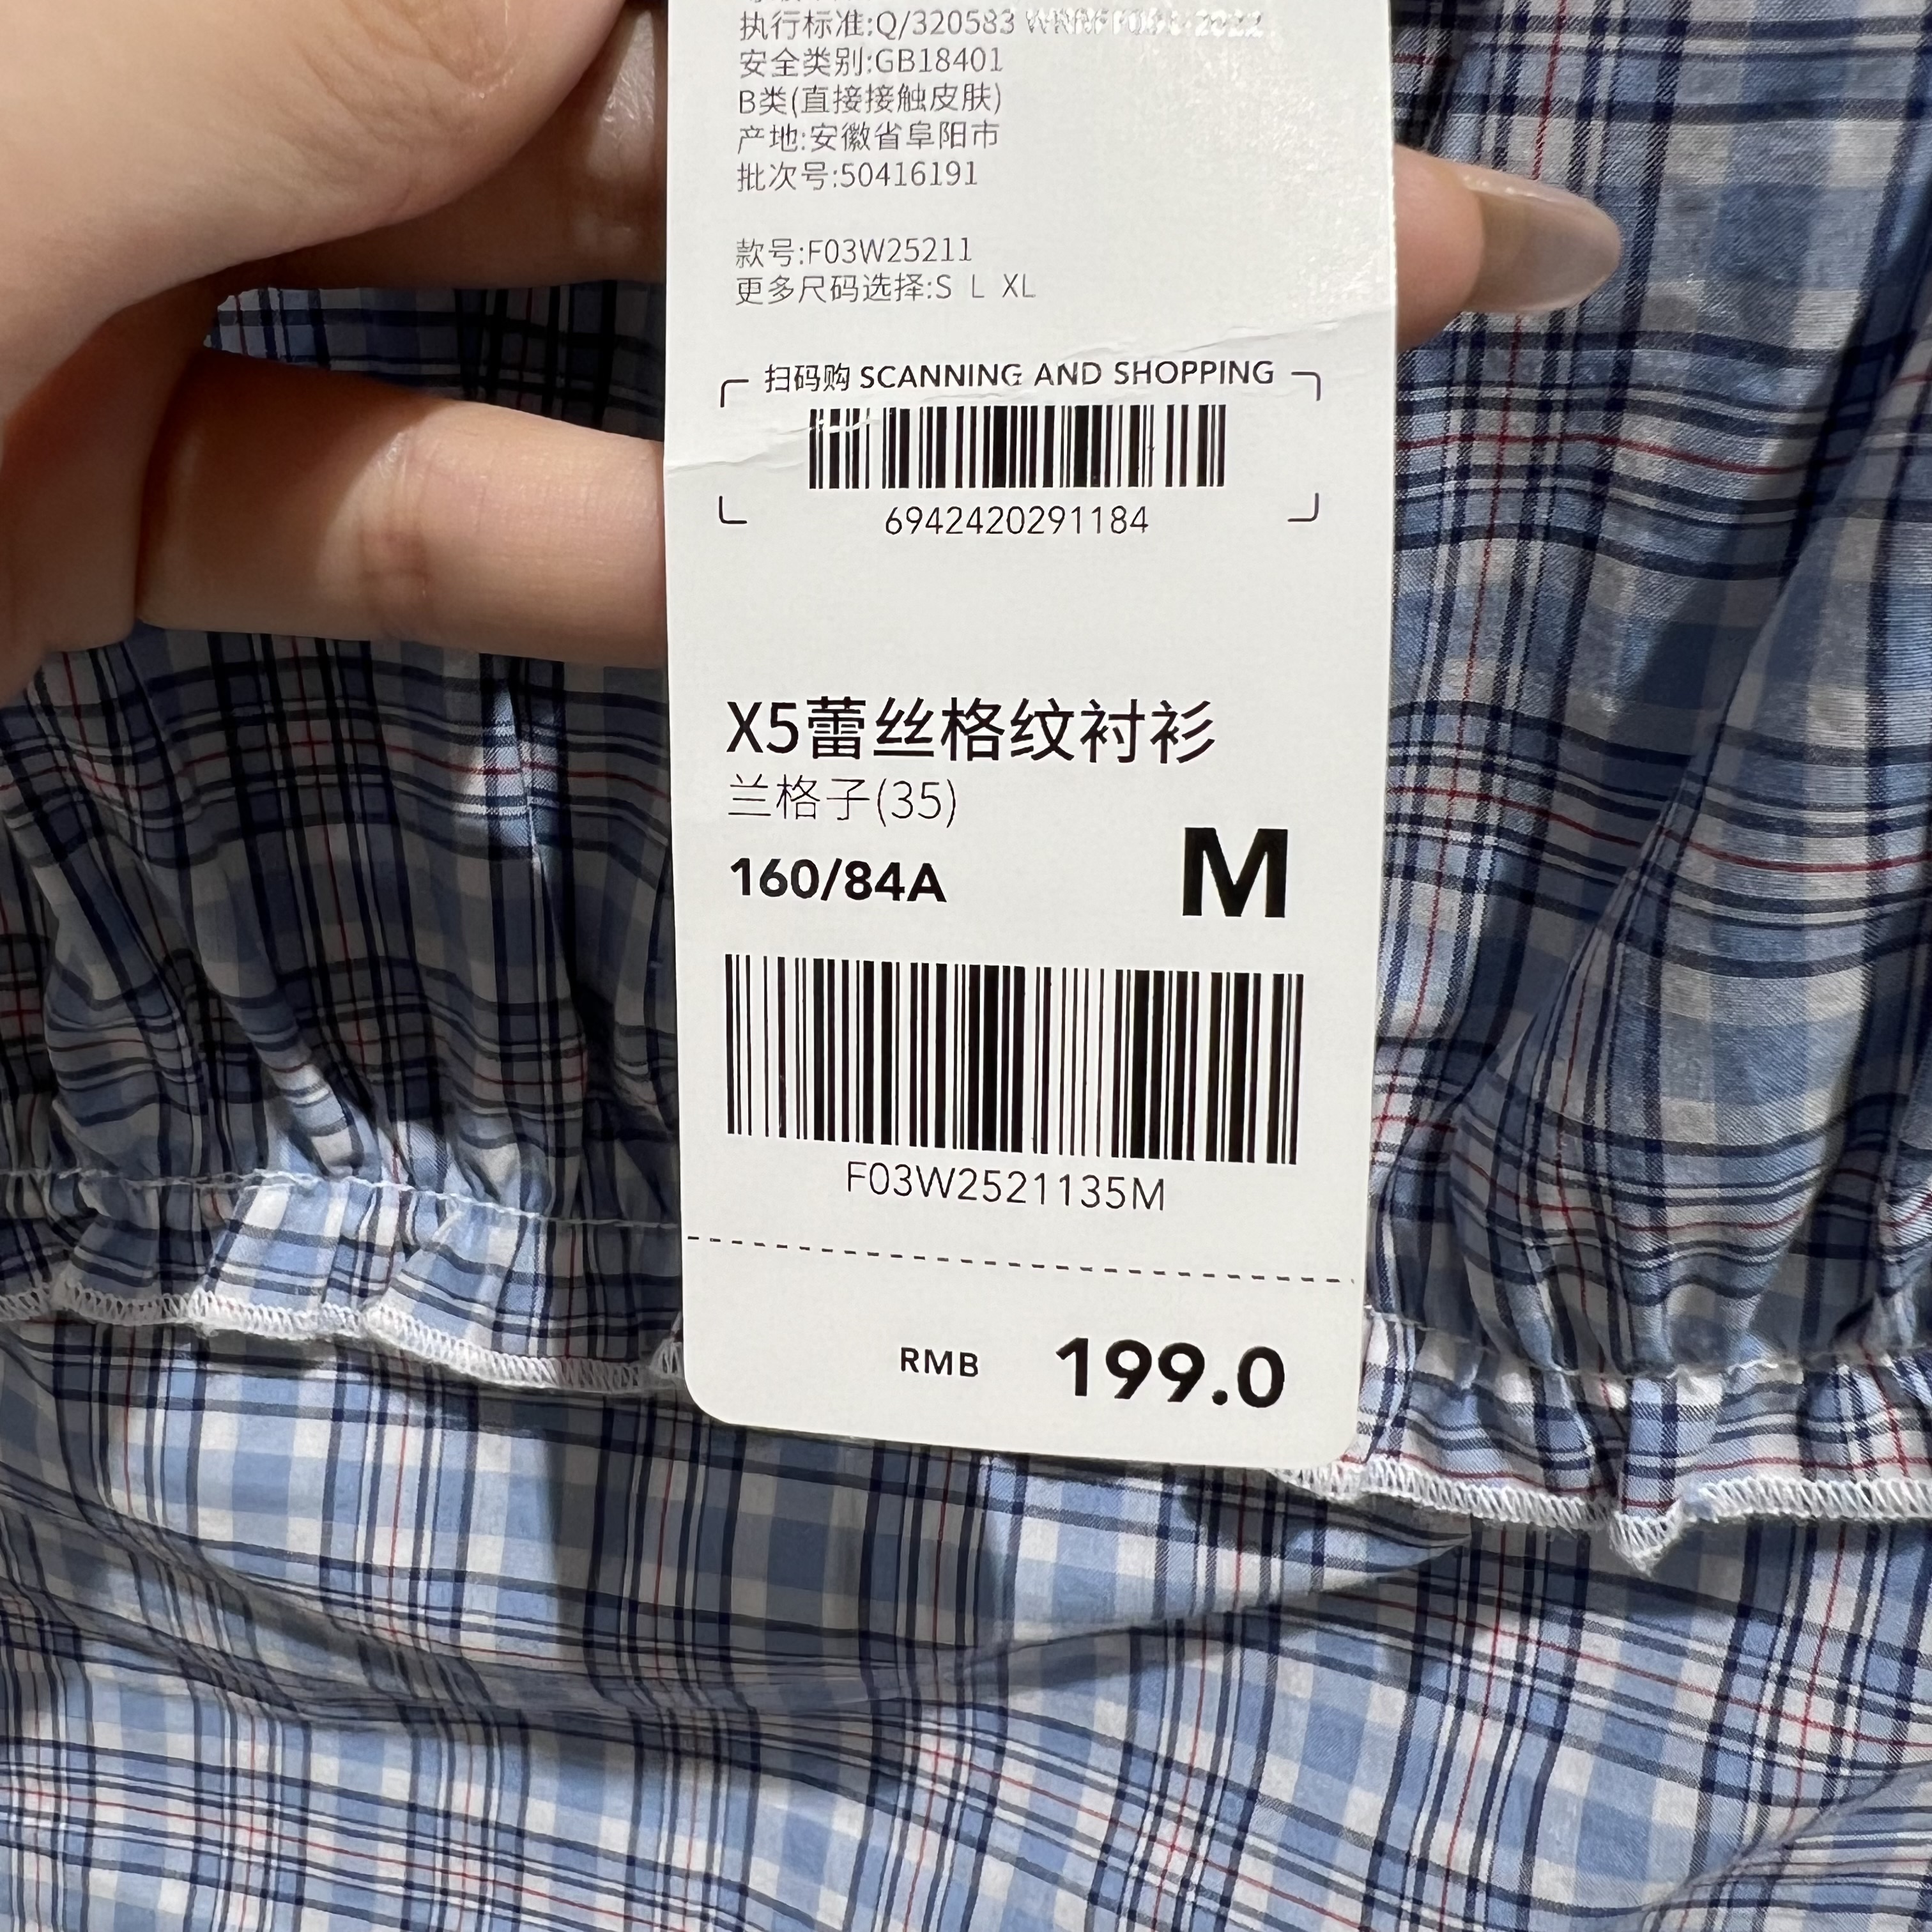 执行标准:Q/320583
安全类别:GB18401
B类(直接接触皮肤)
产地:安徽省阜阳市
批次号:50416191
款号:F03W25211
更多尺码选择:S L XL
扫码购 SCANNING AND SHOPPING
6942420291184
X5蕾丝格纹衬衫
兰格子(35)
160/84A
M
F03W2521135M
RMB 199.0